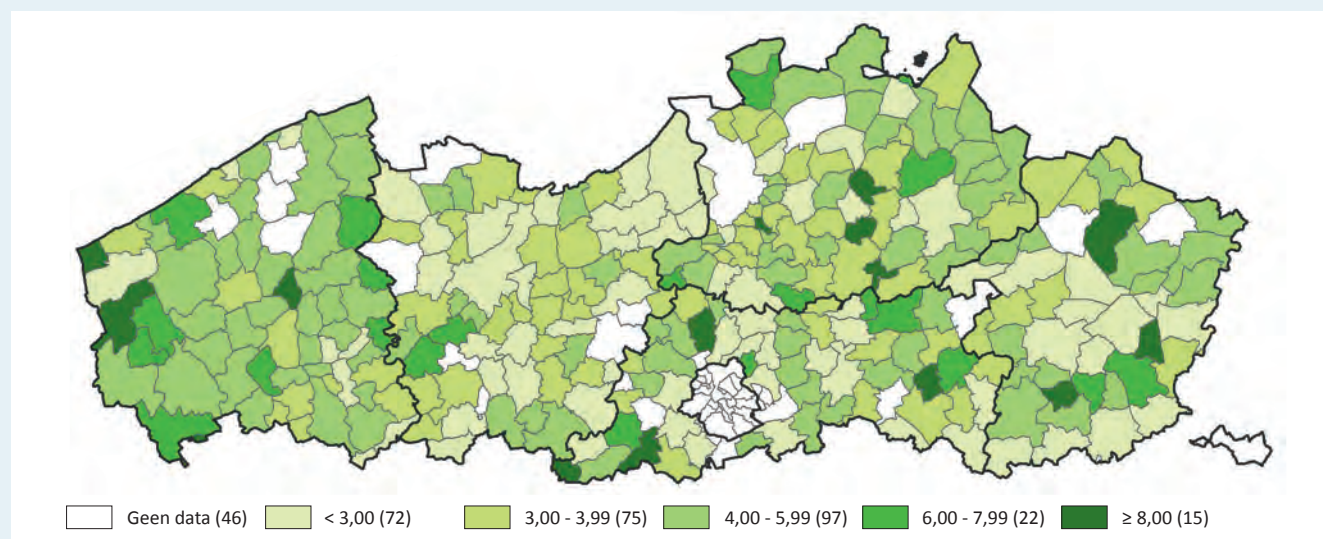 Geen data (46) < 3,00 (72) 3,00 - 3,99 (75) 4,00 - 5,99 (97) 6,00 - 7,99 (22) ≥ 8,00 (15)